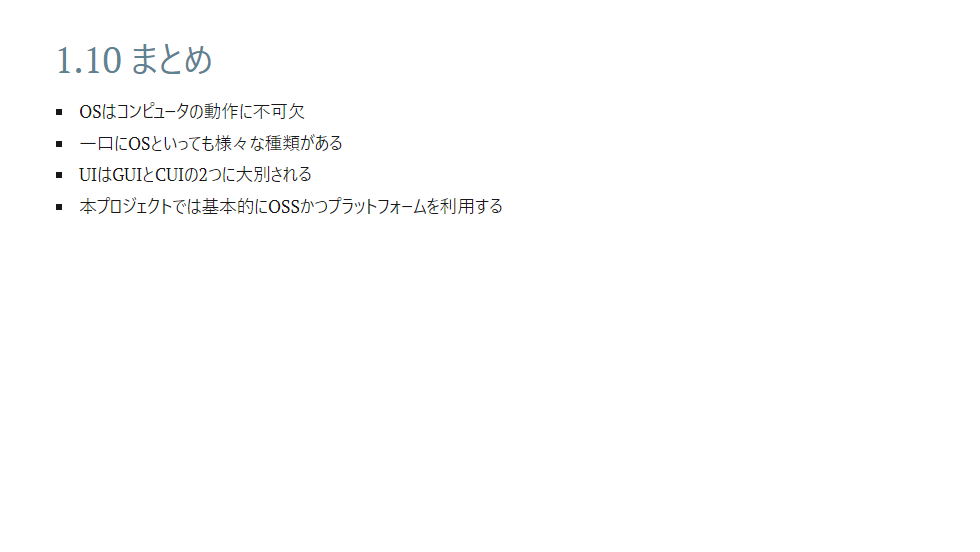 1.10 まとめ
▪ OSはコンピュータの動作に不可欠
▪ 一口にOSといっても様々な種類がある
▪ UIはGUIとCUIの2つに大別される
▪ 本プロジェクトでは基本的にOSSかつプラットフォームを利用する